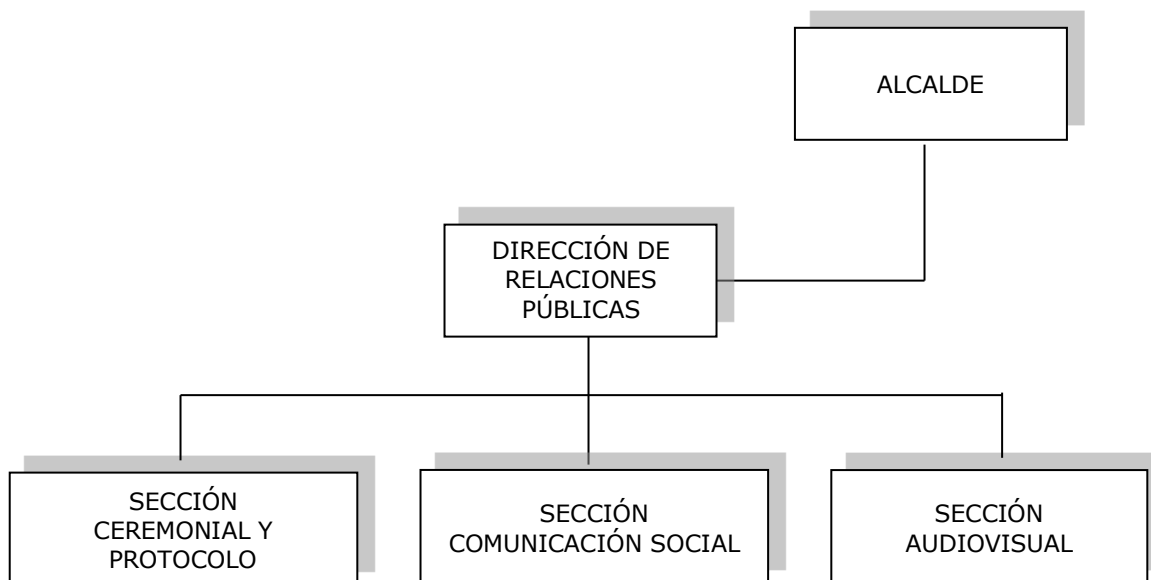 ALCALDE
DIRECCIÓN DE
RELACIONES
PÚBLICAS
SECCIÓN
CEREMONIAL Y
PROTOCOLO
SECCIÓN
COMUNICACIÓN SOCIAL
SECCIÓN
AUDIOVISUAL